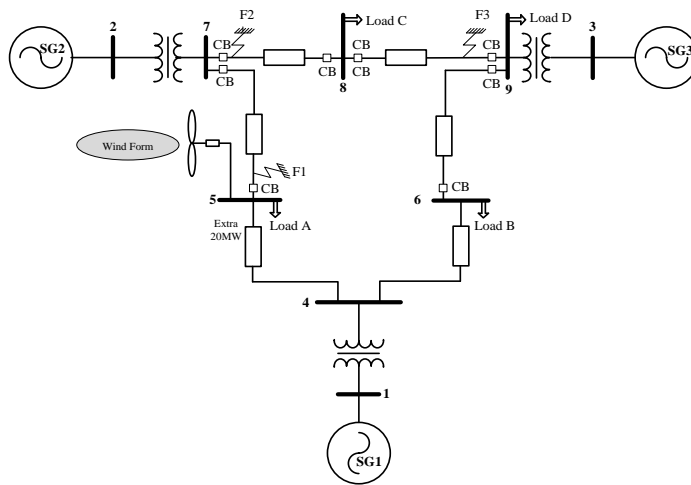 F2
F3
Load C
Load D
2
7
3
CB
CB
CB
CB
CB
SG2
SG3
CB
CB
8
9
Wind Form
F1
CB
CB
5
6
Extra
20MW
Load A
Load B
4
1
SG1